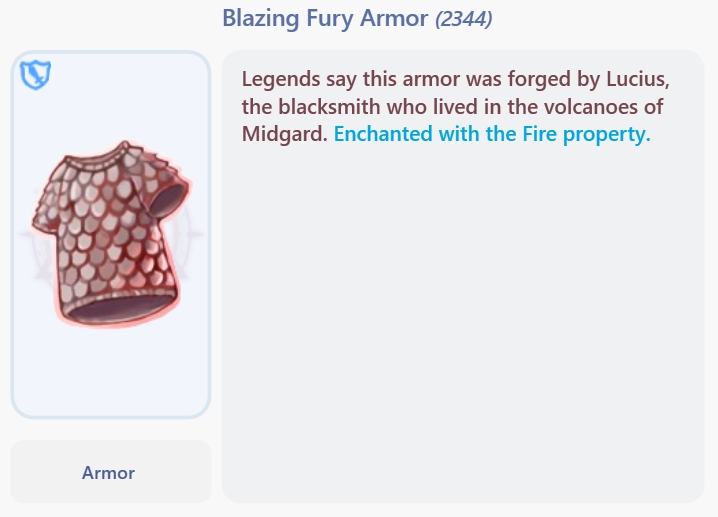 Blazing Fury Armor (2344)
Legends say this armor was forged by Lucius,
the blacksmith who lived in the volcanoes of
Midgard. Enchanted with the Fire property.
Armor